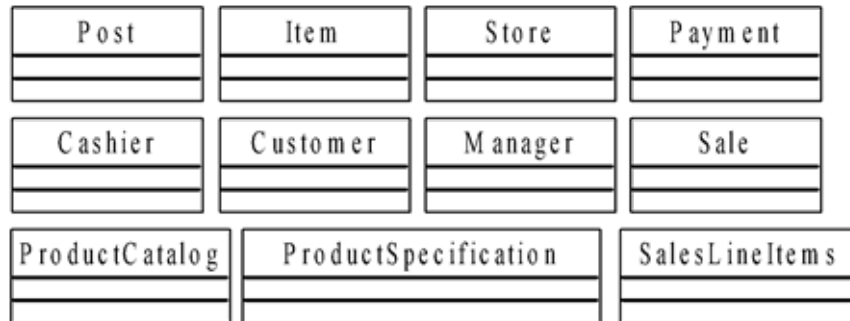 Post Item Store Payment
Cashier Customer Manager Sale
ProductCatalog ProductSpecification SalesLineItems